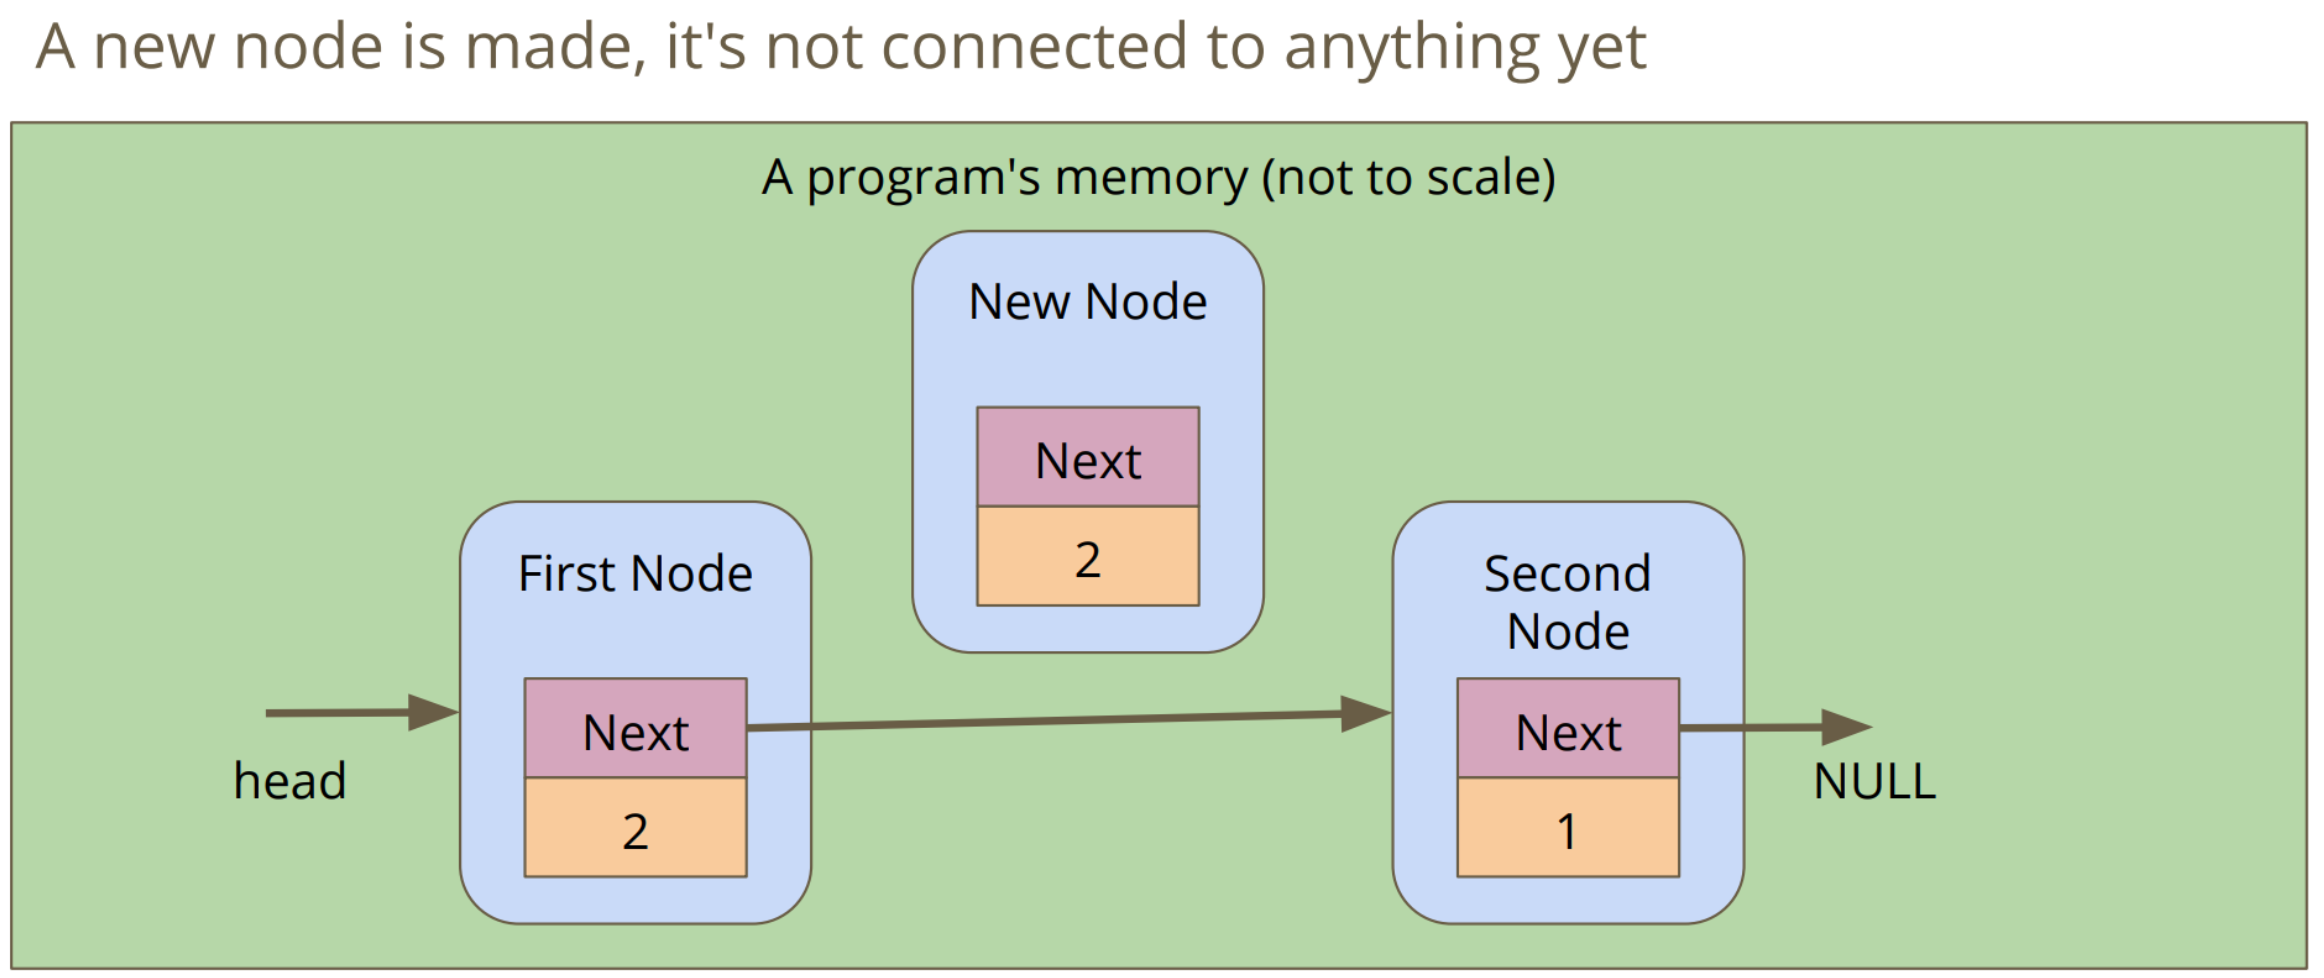 A new node is made, it's not connected to anything yet
A program's memory (not to scale)
New Node
Next
2
First Node
Next
2
Second
Node
Next
1
head
NULL